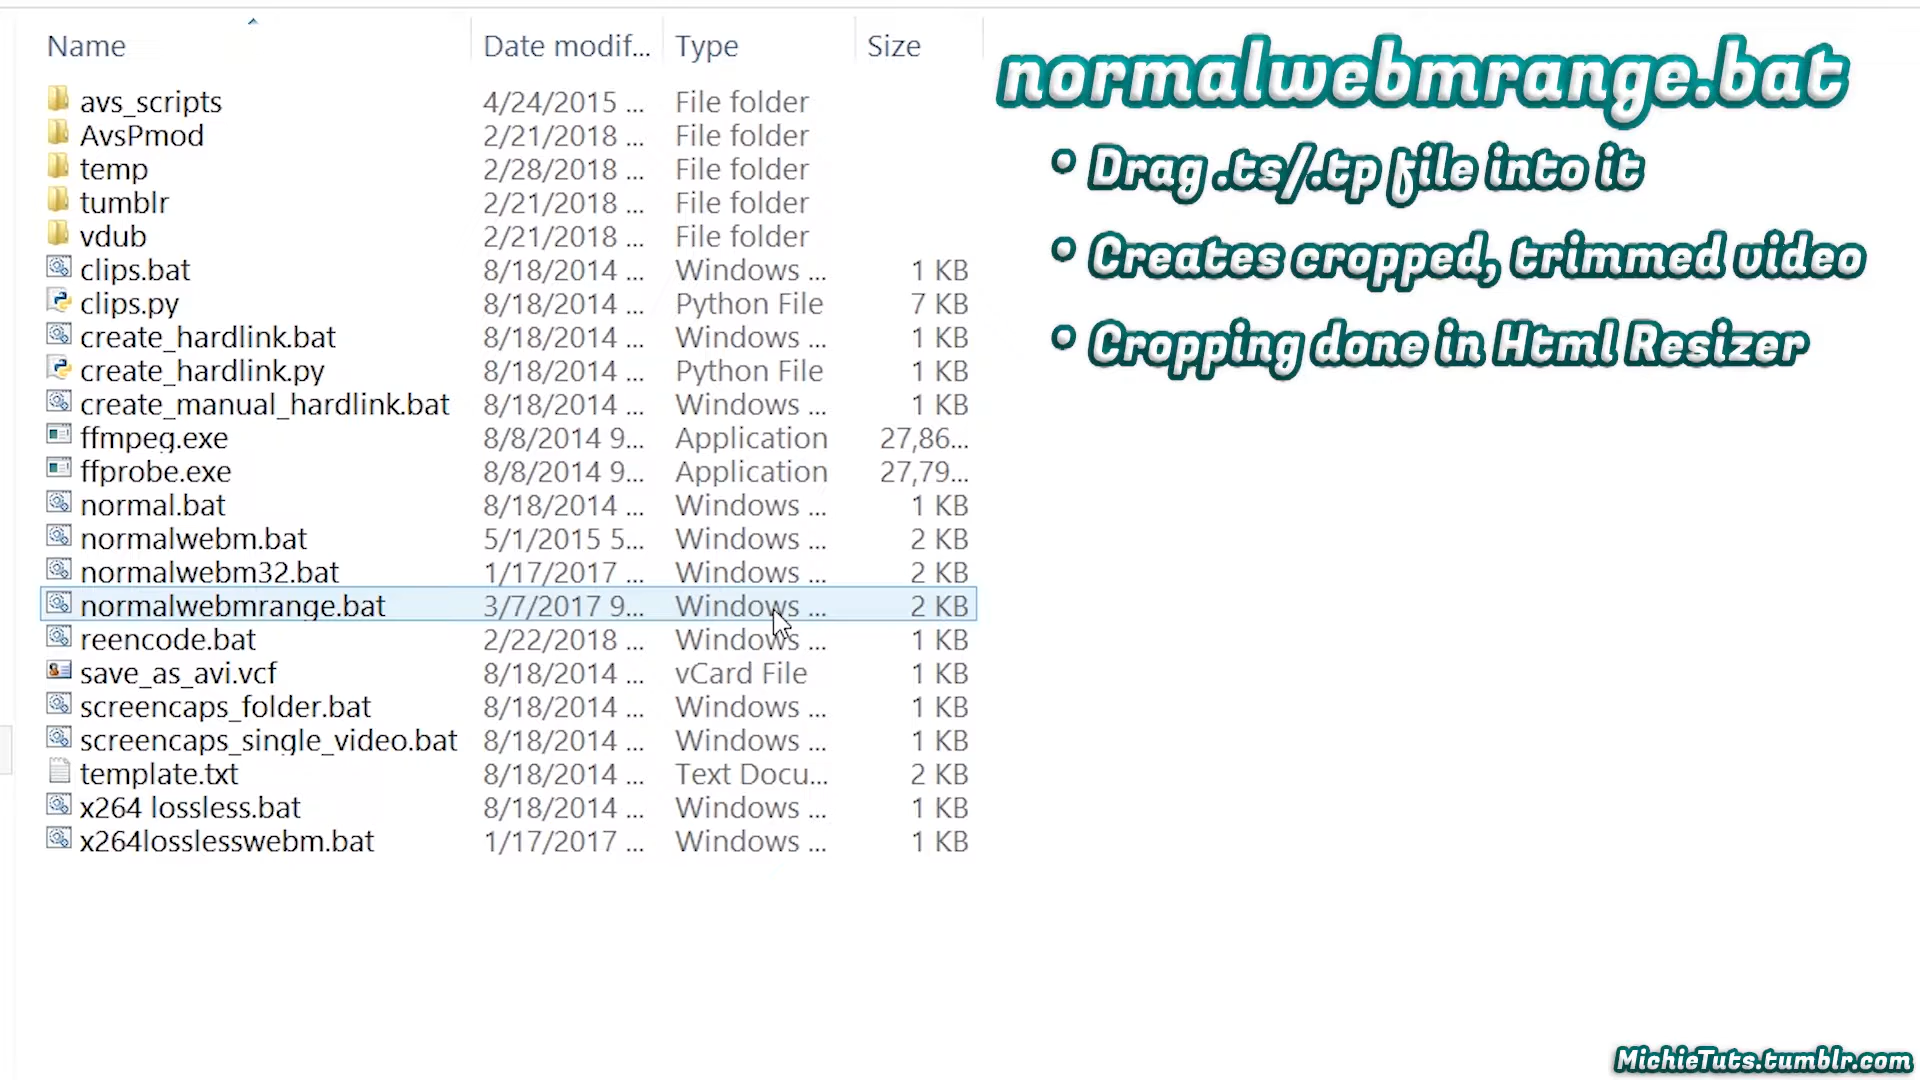 Name Date modif... Type Size
avs_scripts 4/24/2015 ... File folder
AvsPmod 2/21/2018 ... File folder
temp 2/28/2018 ... File folder
tumblr 2/21/2018 ... File folder
vdub 2/21/2018 ... File folder
clips.bat 8/18/2014 ... Windows ... 1 KB
clips.py 8/18/2014 ... Python File 7 KB
create_hardlink.bat 8/18/2014 ... Windows ... 1 KB
create_hardlink.py 8/18/2014 ... Python File 1 KB
create_manual_hardlink.bat 8/18/2014 ... Windows ... 1 KB
ffmpeg.exe 8/8/2014 9... Application 27,86...
ffprobe.exe 8/8/2014 9... Application 27,79...
normal.bat 8/18/2014 ... Windows ... 1 KB
normalwebm.bat 5/1/2015 5... Windows ... 2 KB
normalwebm32.bat 1/17/2017 ... Windows ... 2 KB
normalwebmrange.bat 3/7/2017 9... Windows ... 2 KB
reencode.bat 2/22/2018 ... Windows ... 1 KB
save_as_avi.vcf 8/18/2014 ... vCard File 1 KB
screencaps_folder.bat 8/18/2014 ... Windows ... 1 KB
screencaps_single_video.bat 8/18/2014 ... Windows ... 1 KB
template.txt 8/18/2014 ... Text Docu... 2 KB
x264 lossless.bat 8/18/2014 ... Windows ... 1 KB
x264losslesswebm.bat 1/17/2017 ... Windows ... 1 KB
normalwebmrange.bat
• Drag .ts/.tp file into it
• Creates cropped, trimmed video
• Cropping done in Html Resizer
MichieTuts.tumblr.com